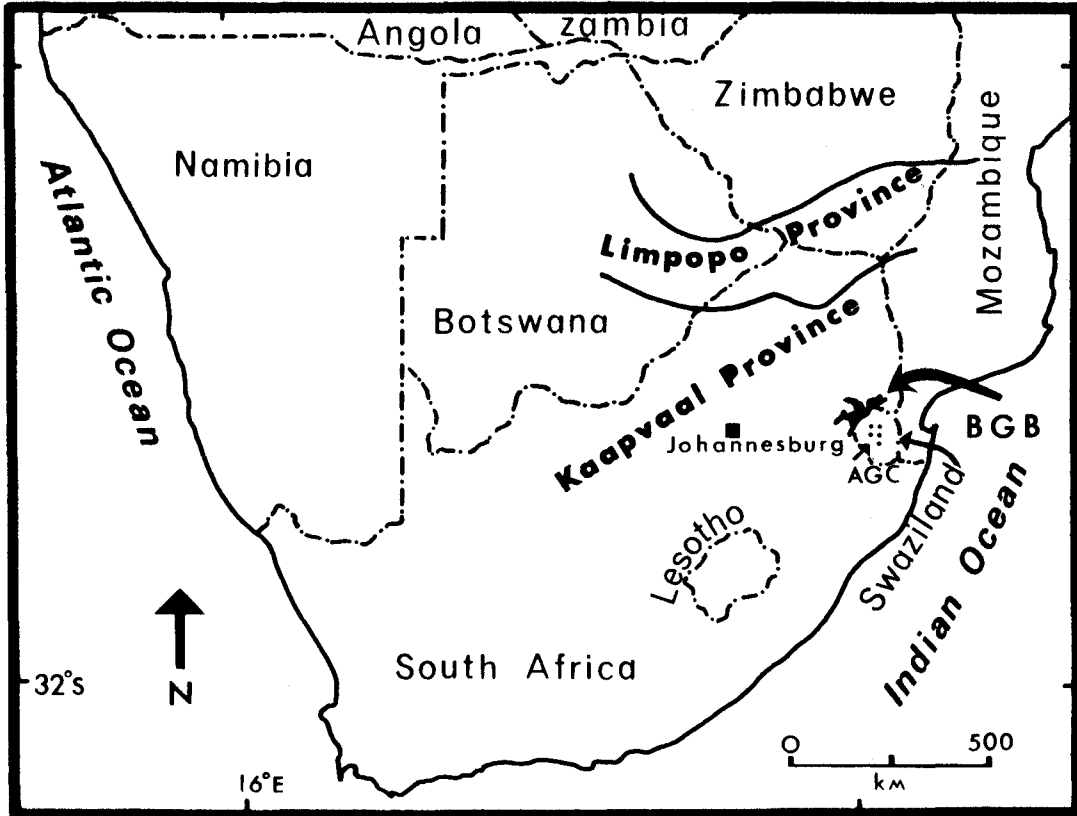 Angola
zambia
Zimbabwe
Namibia
Mozambique
Atlantic Ocean
Limpopo Province
Botswana
Kaapvaal Province
Johannesburg
BGB
AGC
Swaziland
Lesotho
Indian Ocean
South Africa
32°S
N
0 500
km
16°E